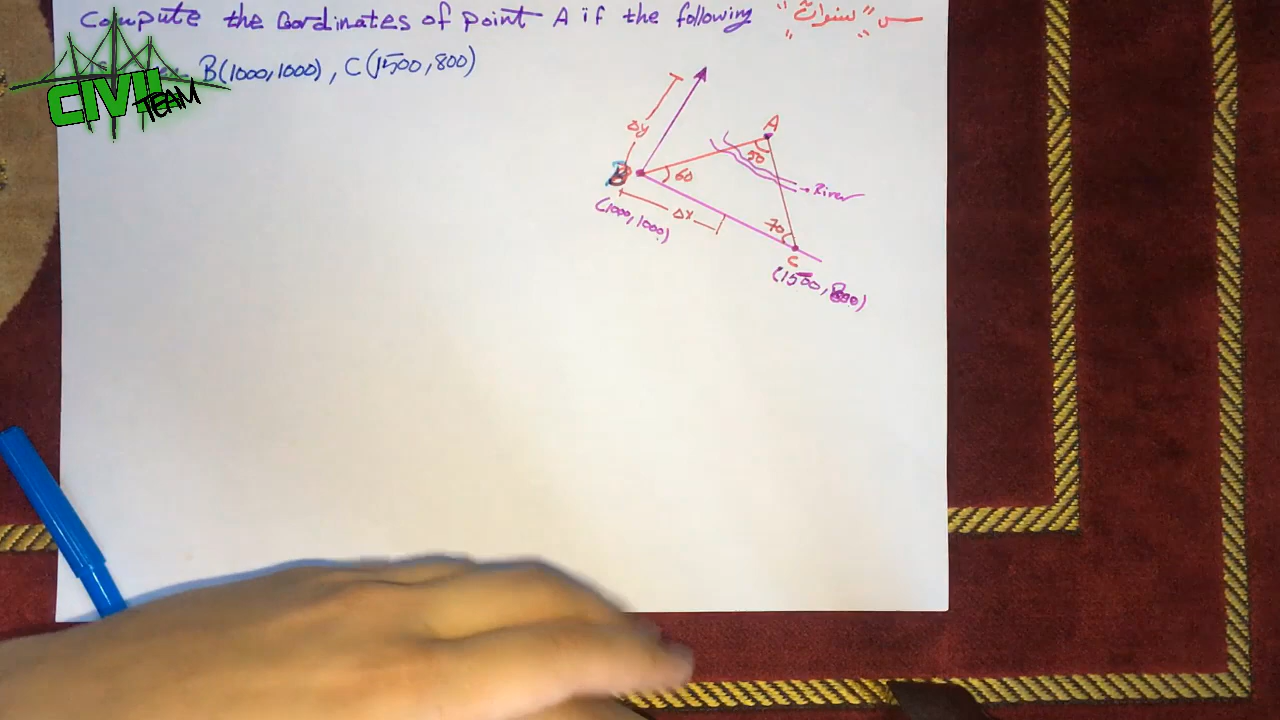 Compute the Coordinates of point A if the following
س "سنوات"
B(1000,1000), C(1500,800)
CIVIL
TEAM
Δy
A
50
B
60
River
(1000,1000)
Δx
70
C
(1500,800)